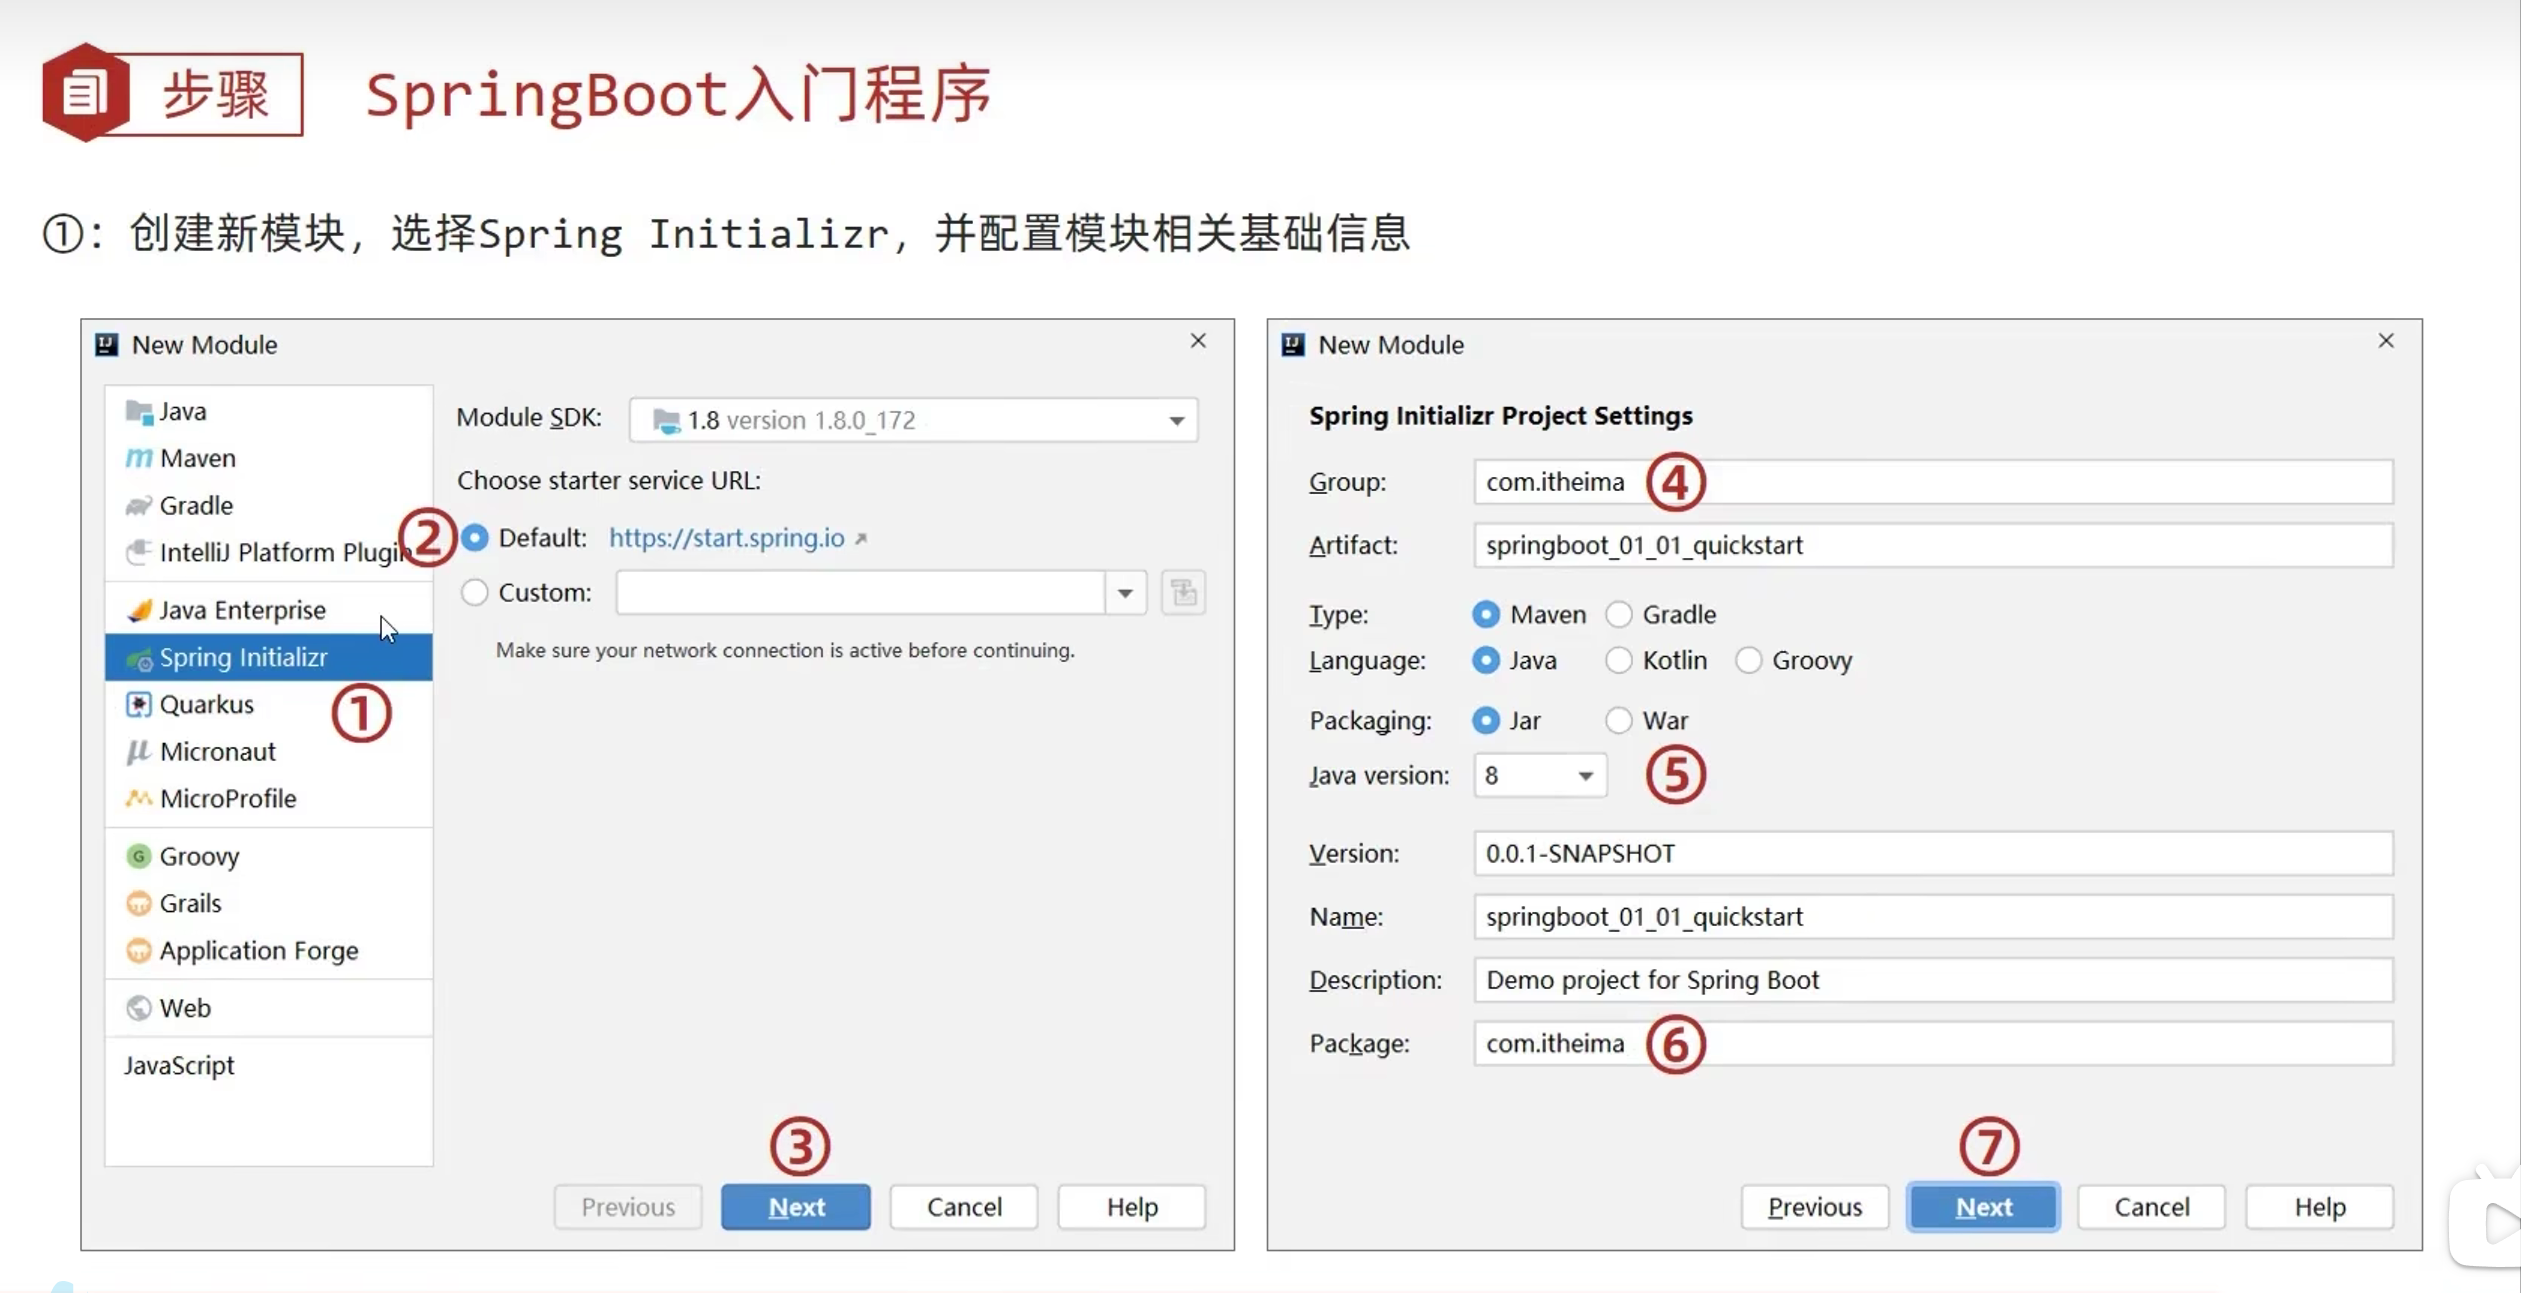 步骤
SpringBoot入门程序
①：创建新模块，选择Spring Initializr，并配置模块相关基础信息
New Module
Java
Maven
Gradle
IntelliJ Platform Plugin
Java Enterprise
Spring Initializr
Quarkus
Micronaut
MicroProfile
Groovy
Grails
Application Forge
Web
JavaScript
①
Module SDK: 1.8 version 1.8.0_172
Choose starter service URL:
② Default: https://start.spring.io
Custom:
Make sure your network connection is active before continuing.
③
Previous Next Cancel Help
New Module
Spring Initializr Project Settings
Group: com.itheima ④
Artifact: springboot_01_01_quickstart
Type: Maven Gradle
Language: Java Kotlin Groovy
Packaging: Jar War
Java version: 8 ⑤
Version: 0.0.1-SNAPSHOT
Name: springboot_01_01_quickstart
Description: Demo project for Spring Boot
Package: com.itheima ⑥
⑦
Previous Next Cancel Help